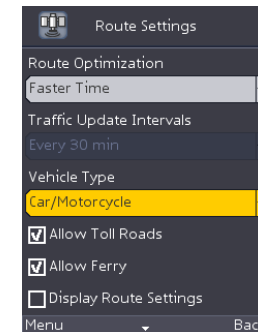 Route Settings
Route Optimization
Faster Time
Traffic Update Intervals
Every 30 min
Vehicle Type
Car/Motorcycle
Allow Toll Roads
Allow Ferry
Display Route Settings
Menu Bac